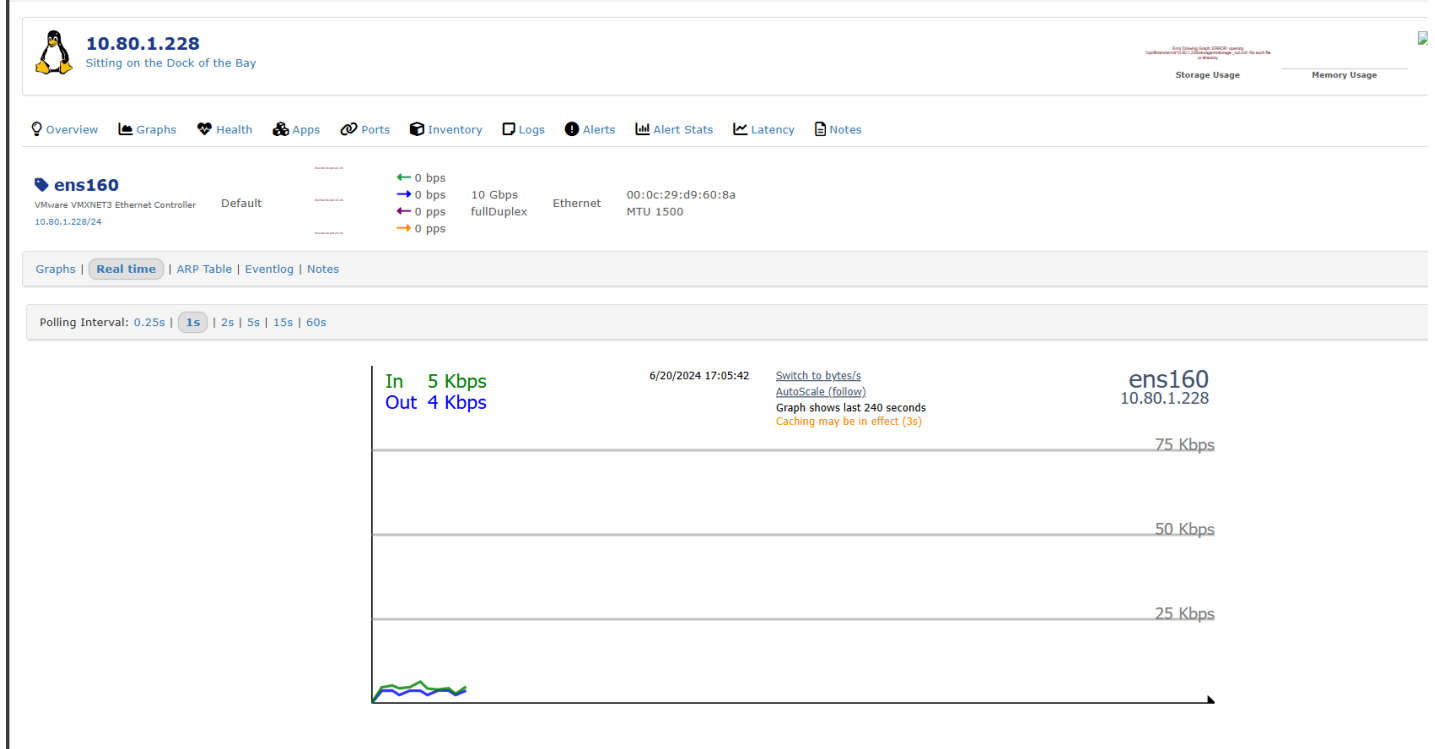 10.80.1.228
Sitting on the Dock of the Bay
Storage Usage
Memory Usage
Overview Graphs Health Apps Ports Inventory Logs Alerts Alert Stats Latency Notes
ens160
VMware VMXNET3 Ethernet Controller
10.80.1.228/24
Default
0 bps
0 bps
0 pps
0 pps
10 Gbps
fullDuplex
Ethernet
00:0c:29:d9:60:8a
MTU 1500
Graphs | Real time | ARP Table | Eventlog | Notes
Polling Interval: 0.25s | 1s | 2s | 5s | 15s | 60s
In 5 Kbps
Out 4 Kbps
6/20/2024 17:05:42
Switch to bytes/s
AutoScale (follow)
Graph shows last 240 seconds
Caching may be in effect (3s)
ens160
10.80.1.228
75 Kbps
50 Kbps
25 Kbps